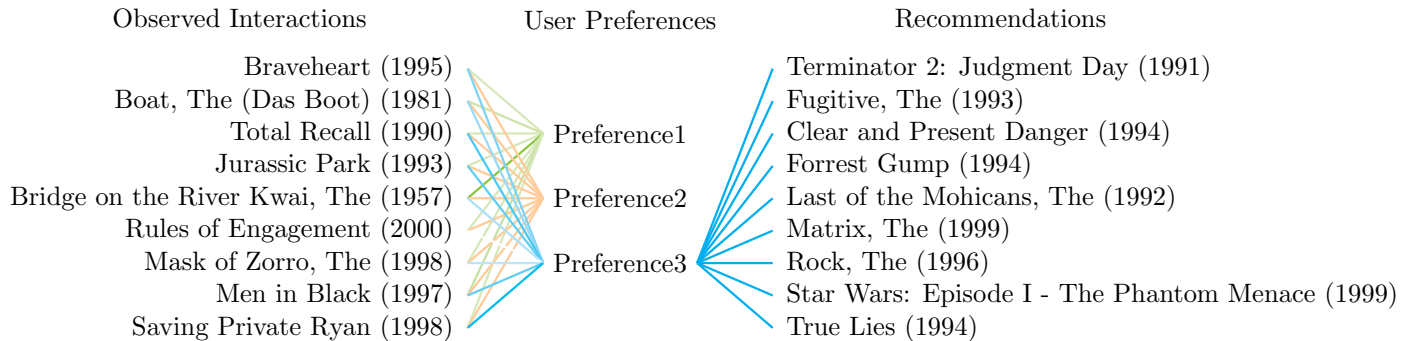 Observed Interactions
User Preferences
Recommendations
Braveheart (1995)
Boat, The (Das Boot) (1981)
Total Recall (1990)
Jurassic Park (1993)
Bridge on the River Kwai, The (1957)
Rules of Engagement (2000)
Mask of Zorro, The (1998)
Men in Black (1997)
Saving Private Ryan (1998)
Preference1
Preference2
Preference3
Terminator 2: Judgment Day (1991)
Fugitive, The (1993)
Clear and Present Danger (1994)
Forrest Gump (1994)
Last of the Mohicans, The (1992)
Matrix, The (1999)
Rock, The (1996)
Star Wars: Episode I - The Phantom Menace (1999)
True Lies (1994)